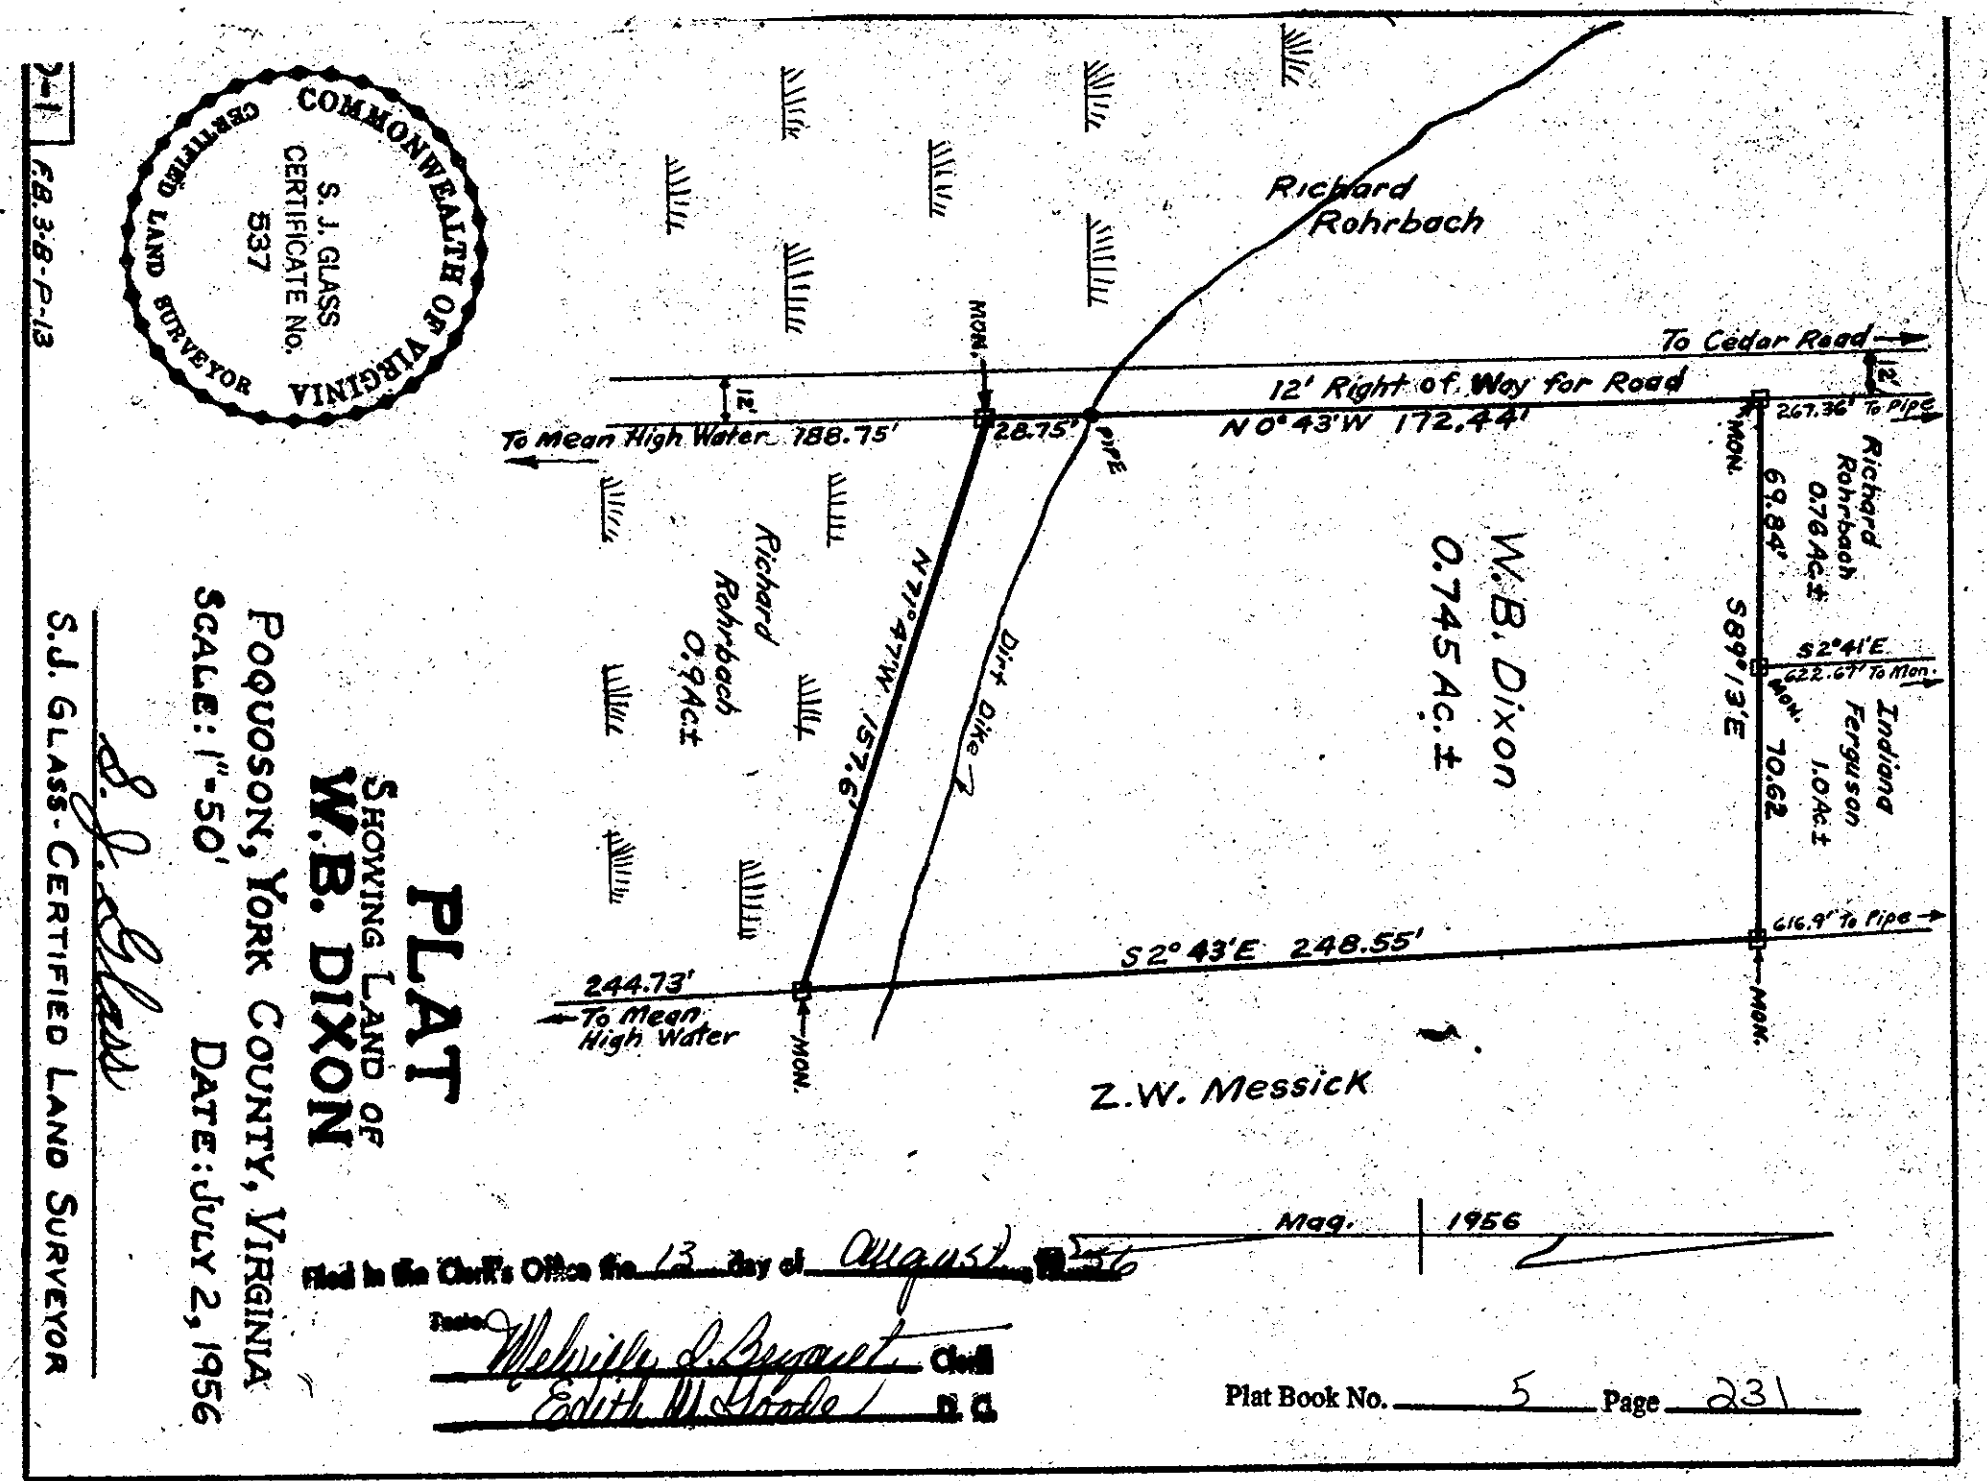 PLAT
SHOWING LAND OF
W.B. DIXON
POQUOSON, YORK COUNTY, VIRGINIA
SCALE: 1"=50' DATE: JULY 2, 1956
S. J. Glass
S.J. GLASS - CERTIFIED LAND SURVEYOR
F.B. 38-P-13
COMMONWEALTH OF VIRGINIA
CERTIFIED LAND SURVEYOR
S. J. GLASS
CERTIFICATE No.
537
Richard
Rohrbach
To Cedar Road
MON.
12'
12' Right of Way for Road
12'
To Mean High Water 788.75'
28.75'
PIPE
N 0° 43' W 172.44'
MON.
267.36' To Pipe
Richard
Rohrbach
0.76 Ac.±
69.84'
S 89° 13' E
S 2° 41' E
622.67' To Mon.
MON.
70.62
Indiana
Ferguson
1.0 Ac.±
W.B. Dixon
0.745 Ac. ±
N 71° 47' W 157.6'
Dirt Dike
Richard
Rohrbach
0.9 Ac.±
616.9' To Pipe
S 2° 43' E 248.55'
244.73'
To Mean
High Water
MON.
MON.
Z.W. Messick
Mag. 1956
Filed in the Clerk's Office the 13 day of August, 1956
Teste:
Clerk
Edith M Hoode D. C.
Plat Book No. 5 Page 231